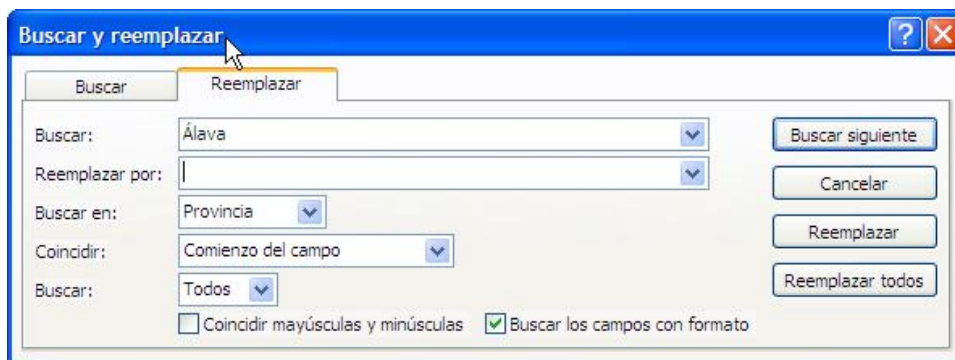 Buscar y reemplazar
Buscar Reemplazar
Buscar: Álava Buscar siguiente
Reemplazar por: Cancelar
Buscar en: Provincia
Coincidir: Comienzo del campo Reemplazar
Buscar: Todos Reemplazar todos
Coincidir mayúsculas y minúsculas Buscar los campos con formato